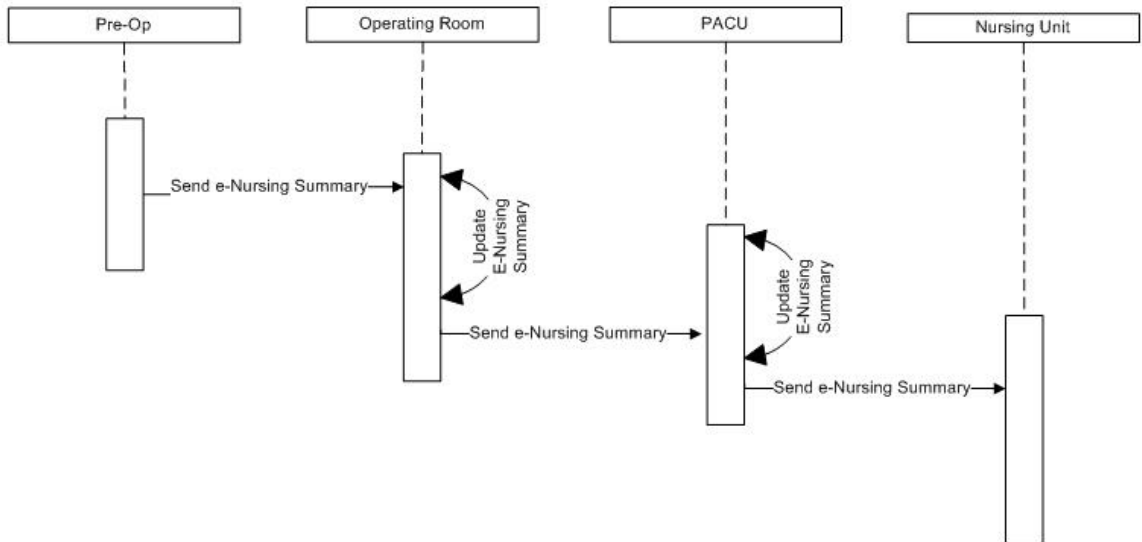 Pre-Op
Operating Room
PACU
Nursing Unit
Send e-Nursing Summary
Update
E-Nursing
Summary
Send e-Nursing Summary
Update
E-Nursing
Summary
Send e-Nursing Summary